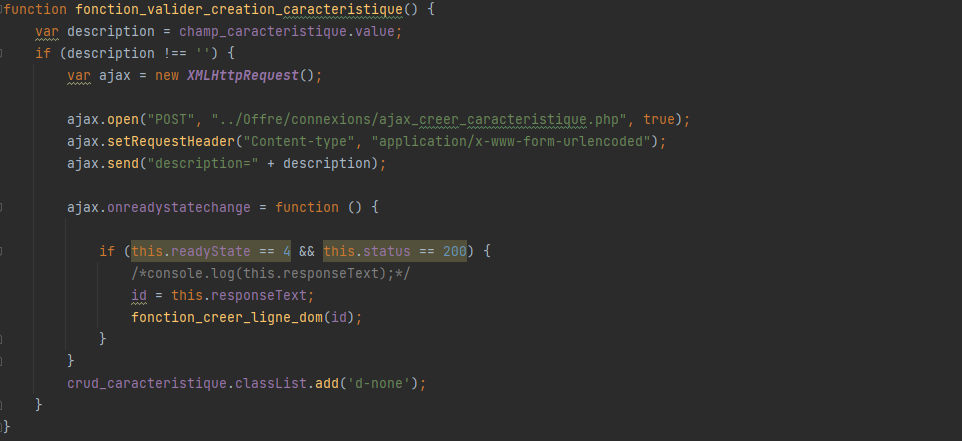 function fonction_valider_creation_caracteristique() {
var description = champ_caracteristique.value;
if (description !== '') {
var ajax = new XMLHttpRequest();
ajax.open("POST", "../Offre/connexions/ajax_creer_caracteristique.php", true);
ajax.setRequestHeader("Content-type", "application/x-www-form-urlencoded");
ajax.send("description=" + description);
ajax.onreadystatechange = function () {
if (this.readyState == 4 && this.status == 200) {
/*console.log(this.responseText);*/
id = this.responseText;
fonction_creer_ligne_dom(id);
}
}
crud_caracteristique.classList.add('d-none');
}
}